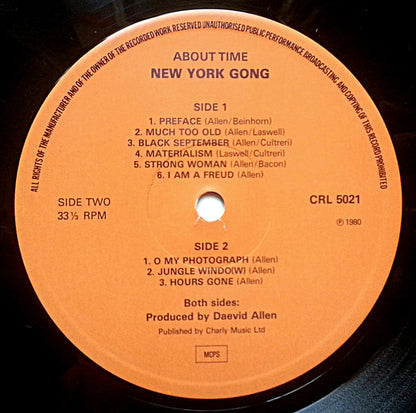 ALL RIGHTS OF THE MANUFACTURER AND OF THE OWNER OF THE RECORDED WORK RESERVED UNAUTHORISED PUBLIC PERFORMANCE BROADCASTING AND COPYING OF THIS RECORD PROHIBITED
ABOUT TIME
NEW YORK GONG
SIDE 1
1. PREFACE (Allen/Beinhorn)
2. MUCH TOO OLD (Allen/Laswell)
3. BLACK SEPTEMBER (Allen/Cultreri)
4. MATERIALISM (Laswell/Cultreri)
5. STRONG WOMAN (Allen/Bacon)
6. I AM A FREUD (Allen)
SIDE TWO
33⅓ RPM
CRL 5021
℗ 1980
SIDE 2
1. O MY PHOTOGRAPH (Allen)
2. JUNGLE WINDO(W) (Allen)
3. HOURS GONE (Allen)
Both sides:
Produced by Daevid Allen
Published by Charly Music Ltd
MCPS